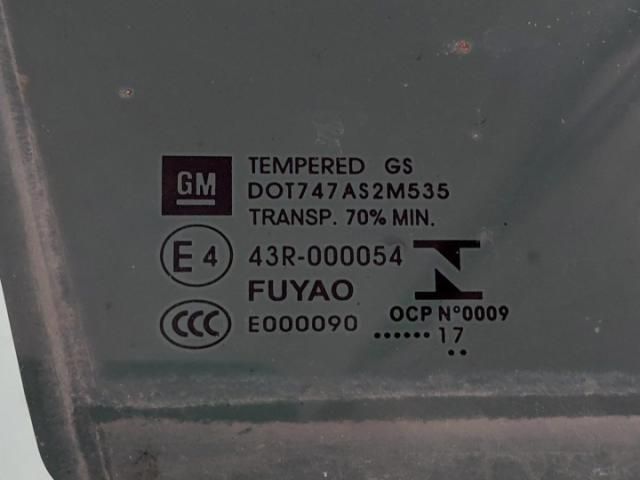 GM
TEMPERED GS
DOT747AS2M535
TRANSP. 70% MIN.
E4 43R-000054
FUYAO
CCC E000090
OCP N°0009
...... 17
..